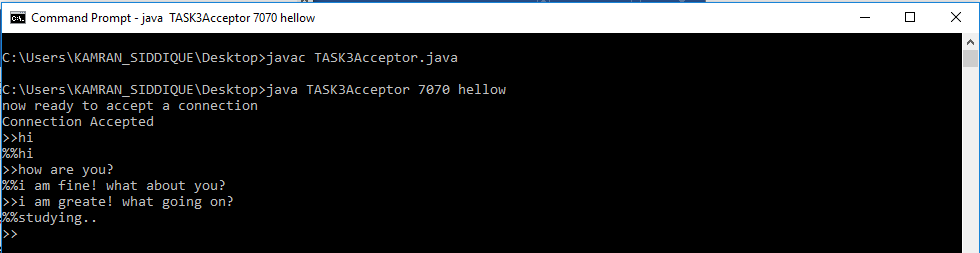 Command Prompt - java  TASK3Acceptor 7070 hellow
C:\Users\KAMRAN_SIDDIQUE\Desktop>javac TASK3Acceptor.java
C:\Users\KAMRAN_SIDDIQUE\Desktop>java TASK3Acceptor 7070 hellow
now ready to accept a connection
Connection Accepted
>>hi
%%hi
>>how are you?
%%i am fine! what about you?
>>i am greate! what going on?
%%studying..
>>